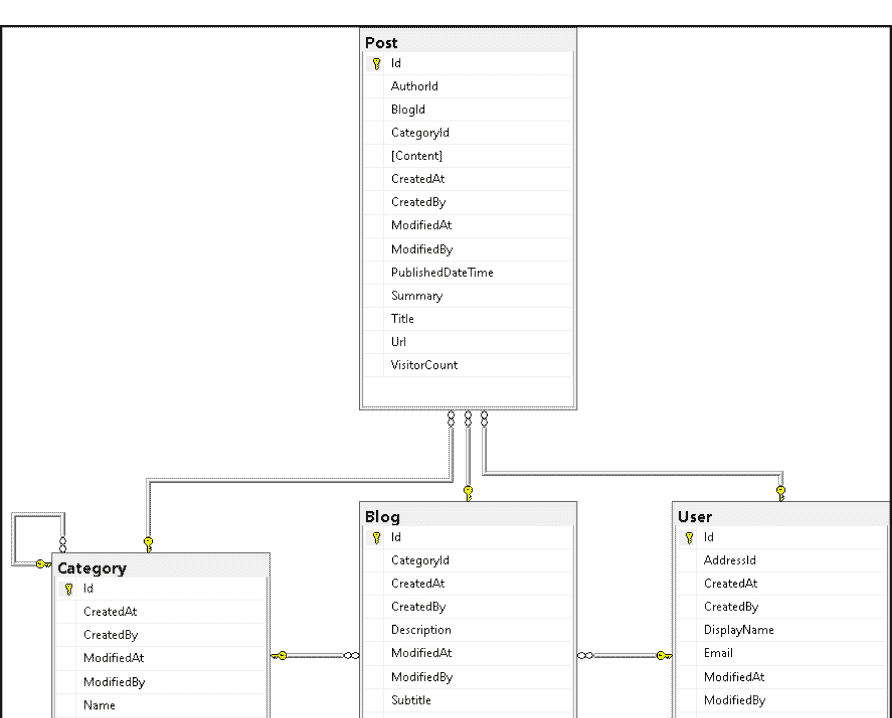 Post
Id
AuthorId
BlogId
CategoryId
[Content]
CreatedAt
CreatedBy
ModifiedAt
ModifiedBy
PublishedDateTime
Summary
Title
Url
VisitorCount
Category
Id
CreatedAt
CreatedBy
ModifiedAt
ModifiedBy
Name
Blog
Id
CategoryId
CreatedAt
CreatedBy
Description
ModifiedAt
ModifiedBy
Subtitle
User
Id
AddressId
CreatedAt
CreatedBy
DisplayName
Email
ModifiedAt
ModifiedBy